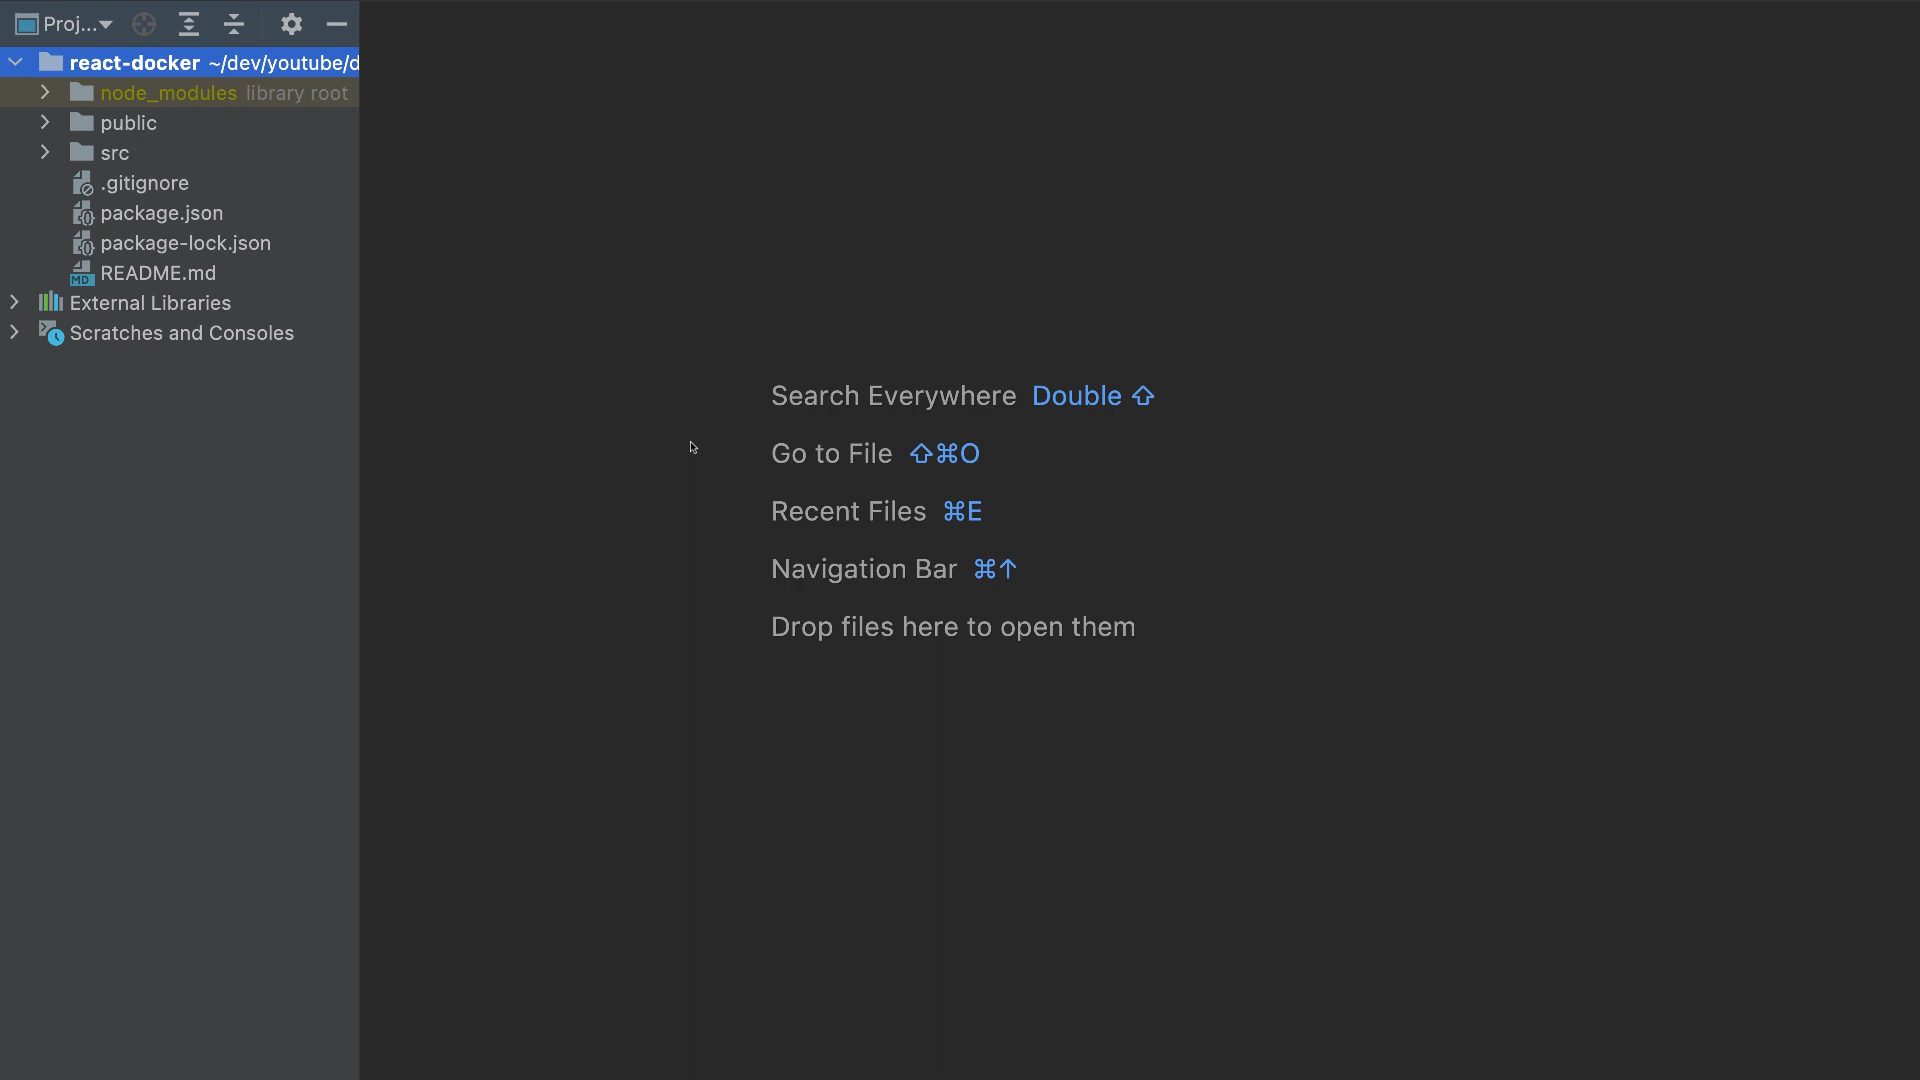 Proj...
react-docker ~/dev/youtube/d
node_modules library root
public
src
.gitignore
package.json
package-lock.json
README.md
External Libraries
Scratches and Consoles
Search Everywhere Double ⇧
Go to File ⇧⌘O
Recent Files ⌘E
Navigation Bar ⌘↑
Drop files here to open them